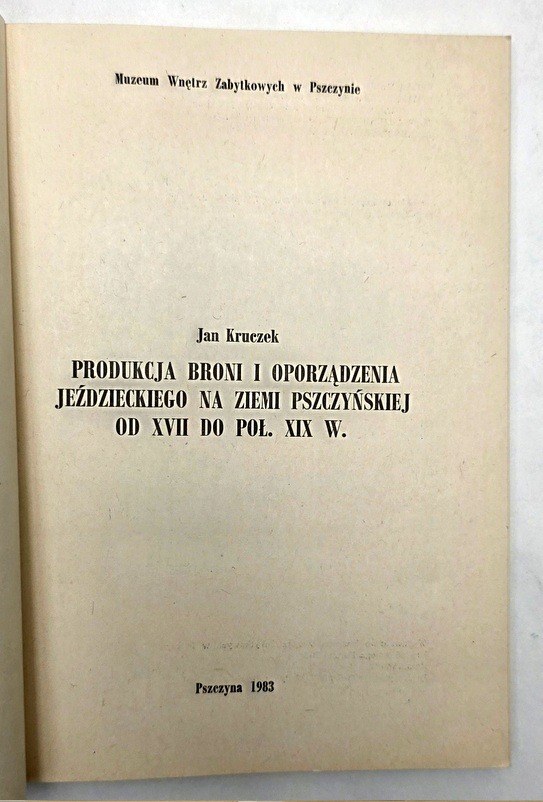 Muzeum Wnętrz Zabytkowych w Pszczynie
Jan Kruczek
PRODUKCJA BRONI I OPORZĄDZENIA
JEŹDZIECKIEGO NA ZIEMI PSZCZYŃSKIEJ
OD XVII DO POŁ. XIX W.
Pszczyna 1983